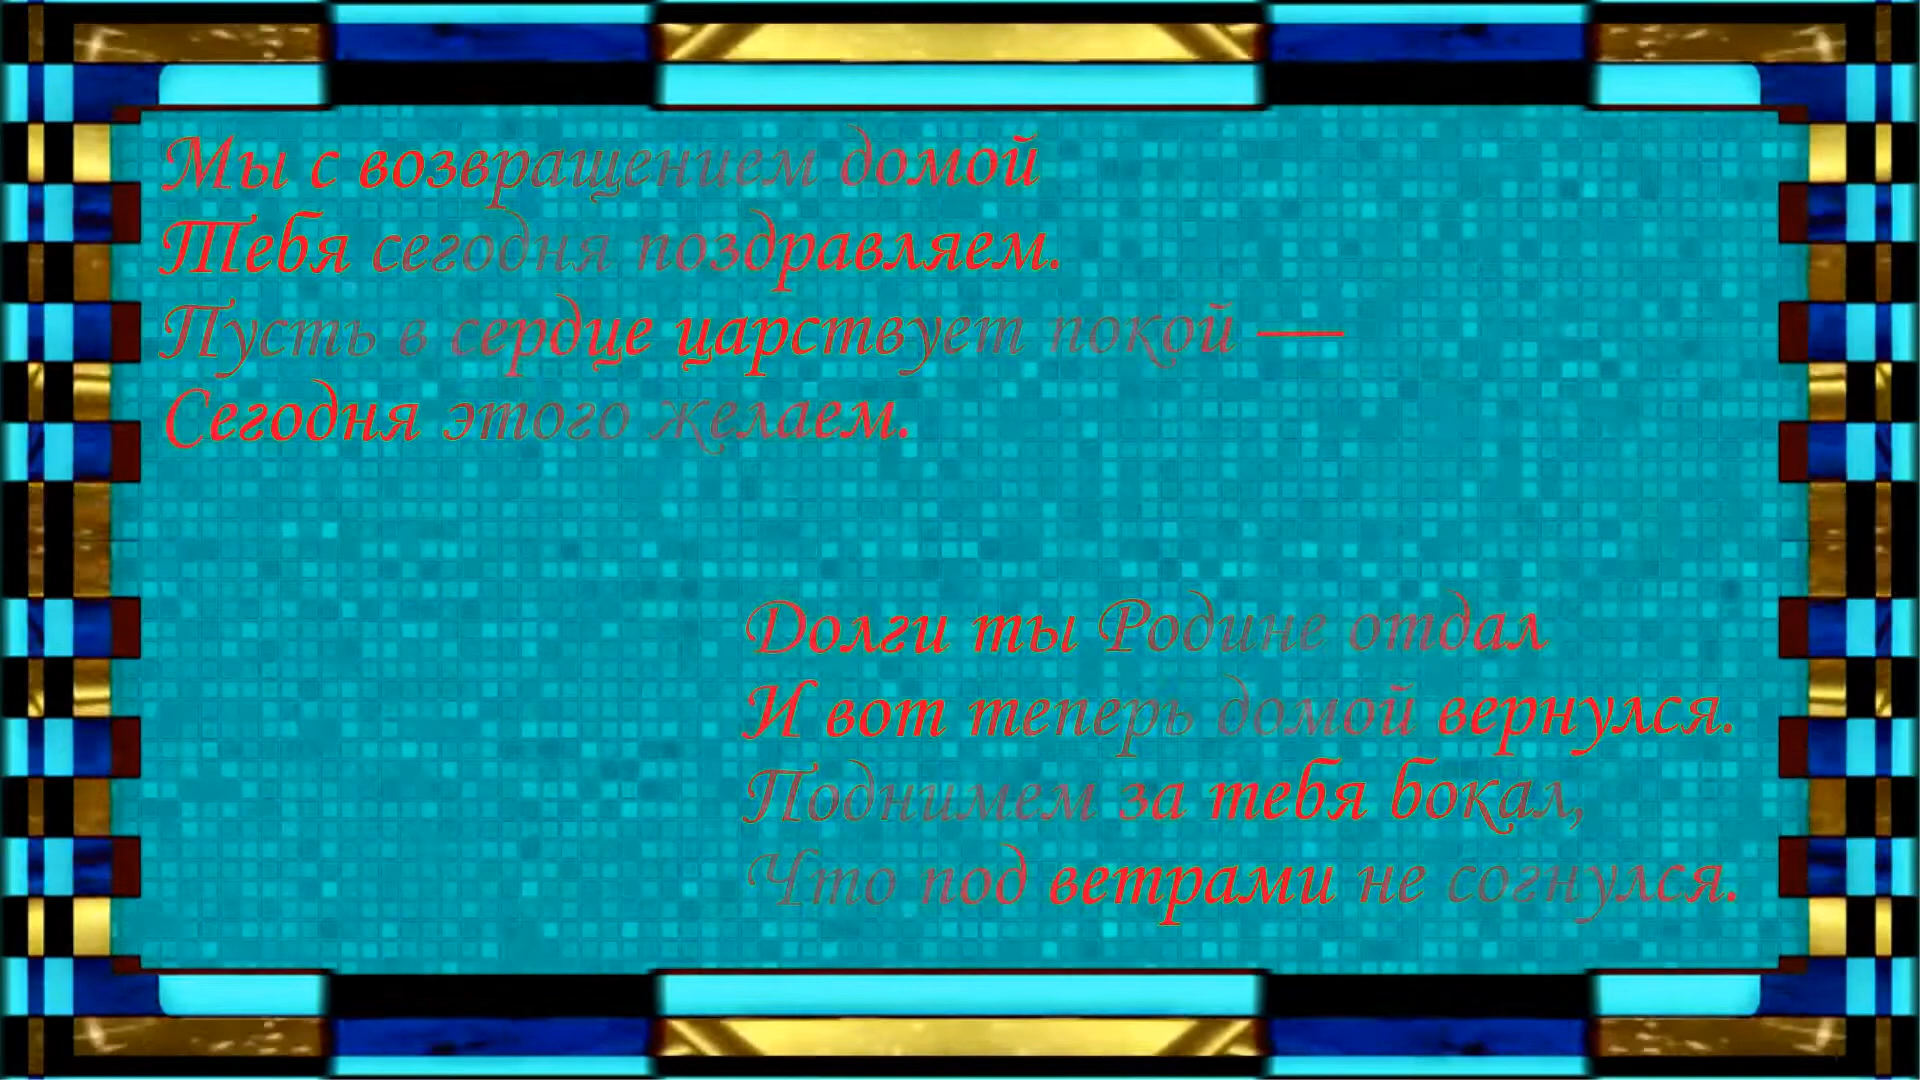 Мы с возвращением домой
Тебя сегодня поздравляем.
Пусть в сердце царствует покой —
Сегодня этого желаем.
Долги ты Родине отдал
И вот теперь домой вернулся.
Поднимем за тебя бокал,
Что под ветрами не согнулся.